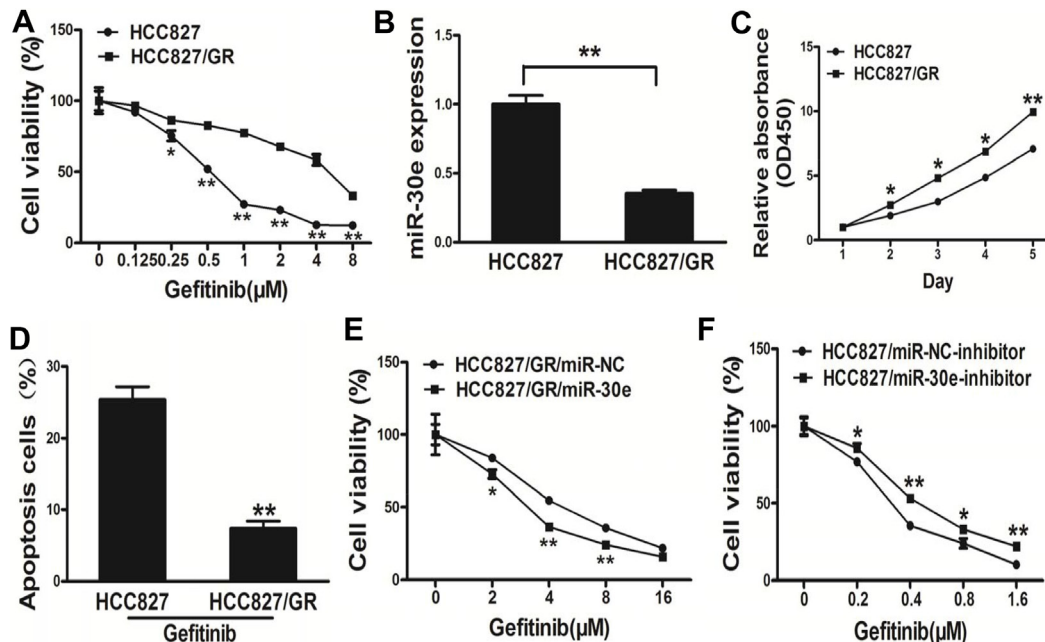 A
HCC827
HCC827/GR
Cell viability (%)
150
100
50
0
*
**
**
**
**
**
0 0.125 0.25 0.5 1 2 4 8
Gefitinib(µM)
B
miR-30e expression
1.5
1.0
0.5
0.0
**
HCC827 HCC827/GR
C
HCC827
HCC827/GR
Relative absorbance
(OD450)
15
10
5
0
*
*
*
**
1 2 3 4 5
Day
D
Apoptosis cells (%)
30
20
10
0
**
HCC827 HCC827/GR
Gefitinib
E
HCC827/GR/miR-NC
HCC827/GR/miR-30e
Cell viability (%)
150
100
50
0
*
**
**
0 2 4 8 16
Gefitinib(µM)
F
HCC827/miR-NC-inhibitor
HCC827/miR-30e-inhibitor
Cell viability (%)
150
100
50
0
*
**
*
**
0 0.2 0.4 0.8 1.6
Gefitinib(µM)